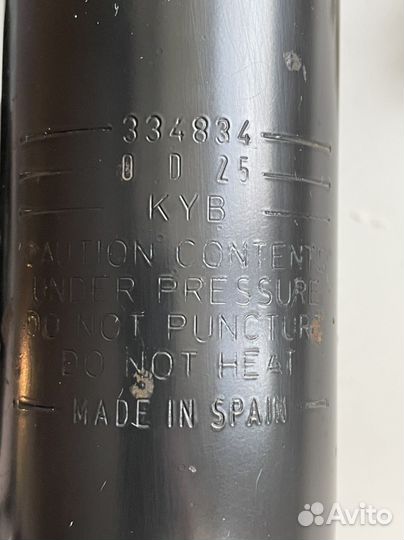 334834
0 D 25
KYB
CAUTION CONTENTS
UNDER PRESSURE
DO NOT PUNCTURE
DO NOT HEAT
MADE IN SPAIN
Avito